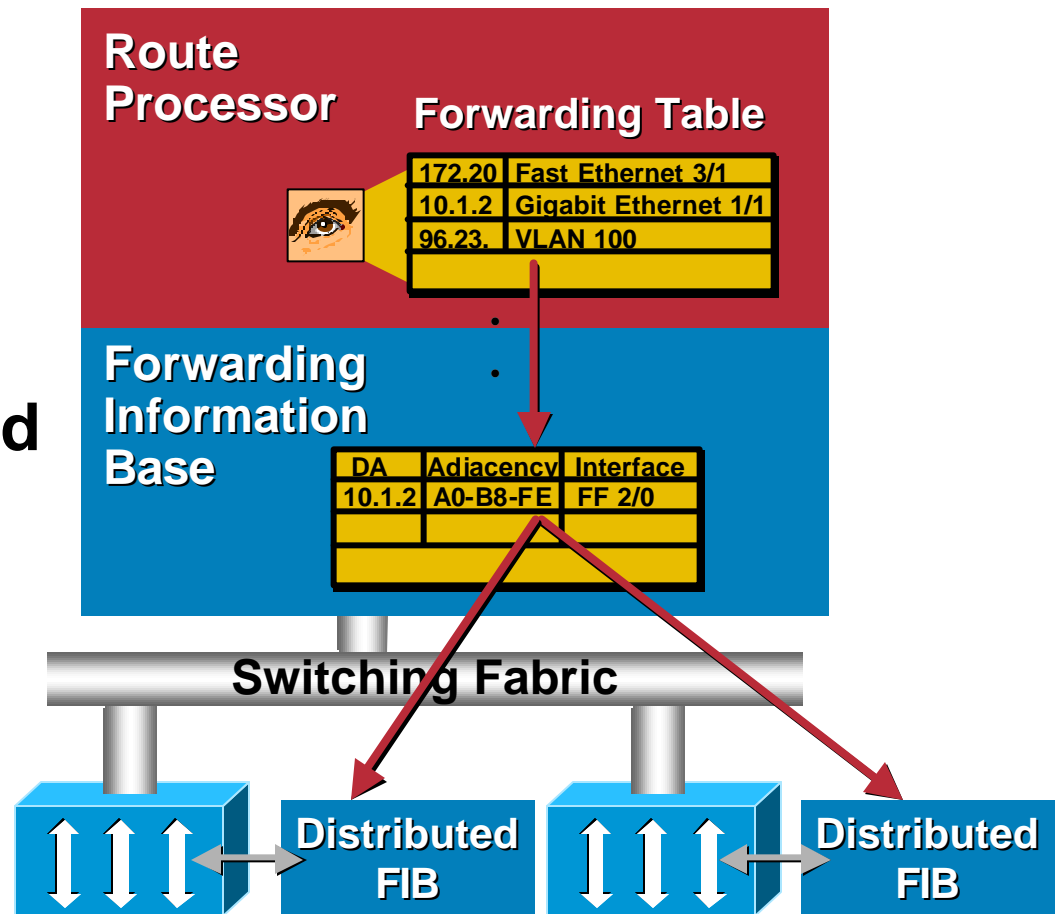 Route
Processor
Forwarding Table
172.20 Fast Ethernet 3/1
10.1.2 Gigabit Ethernet 1/1
96.23. VLAN 100
Forwarding
Information
Base
d
DA Adjacency Interface
10.1.2 A0-B8-FE FF 2/0
Switching Fabric
Distributed
FIB
Distributed
FIB